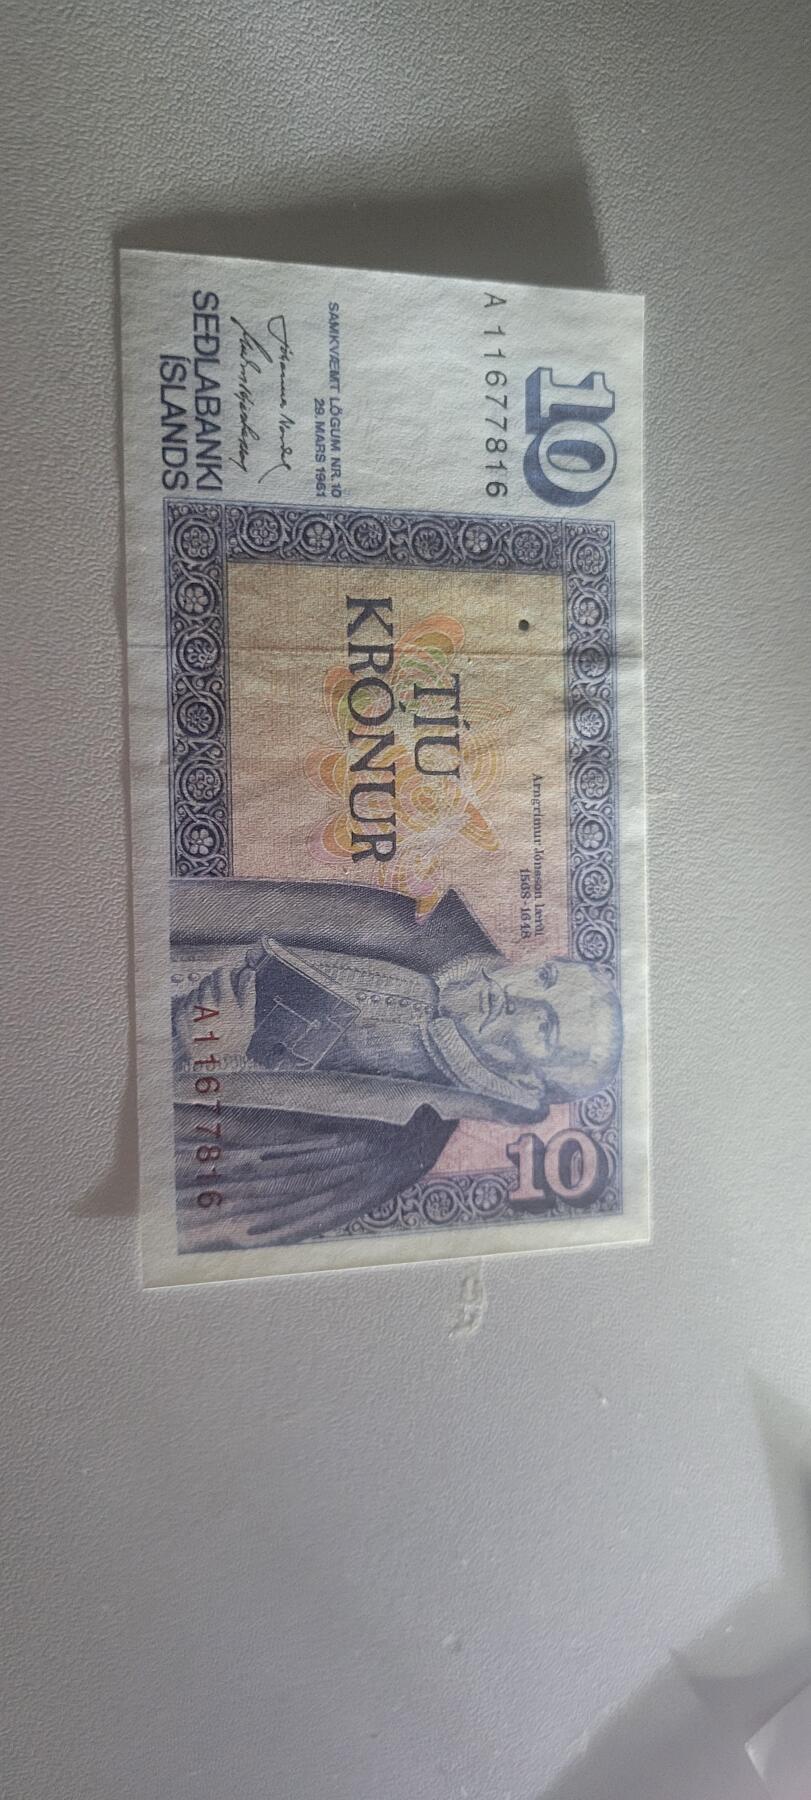 10
A11677816
SAMKVÆMT LÖGUM NR.10
29. MARS 1961
SEÐLABANKI
ÍSLANDS
TÍU
KRÓNUR
Arngrímur Jónsson lærði
1568-1648
10
A11677816